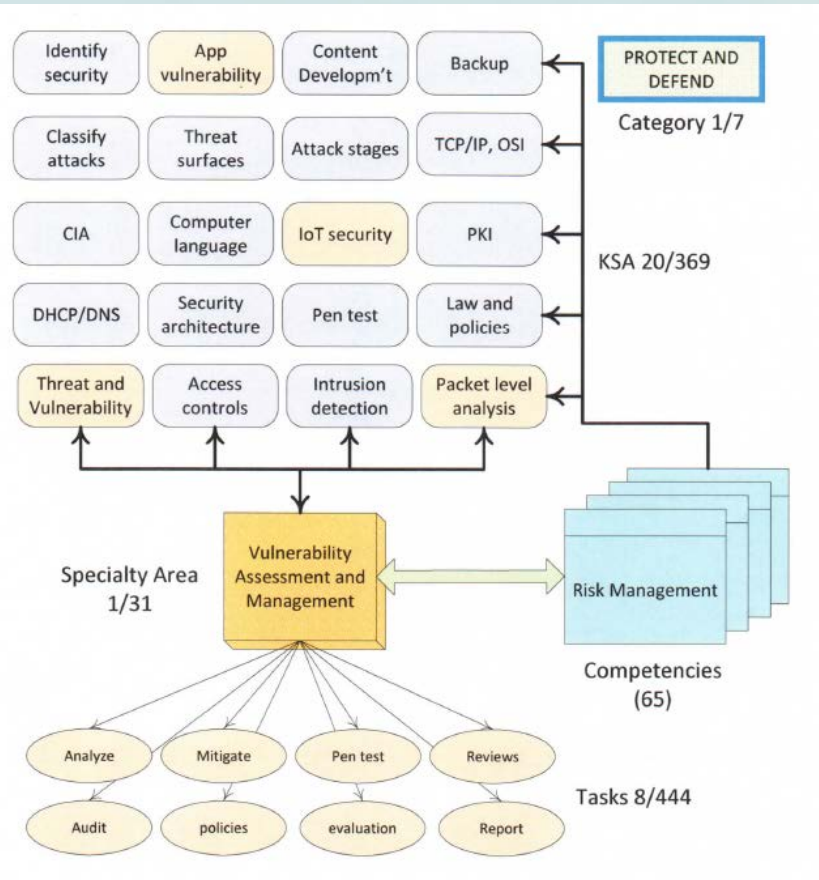 Identify
security
App
vulnerability
Content
Developm't
Backup
PROTECT AND
DEFEND
Category 1/7
Classify
attacks
Threat
surfaces
Attack stages
TCP/IP, OSI
CIA
Computer
language
IoT security
PKI
KSA 20/369
DHCP/DNS
Security
architecture
Pen test
Law and
policies
Threat and
Vulnerability
Access
controls
Intrusion
detection
Packet level
analysis
Specialty Area
1/31
Vulnerability
Assessment and
Management
Risk Management
Competencies
(65)
Analyze
Mitigate
Pen test
Reviews
Tasks 8/444
Audit
policies
evaluation
Report